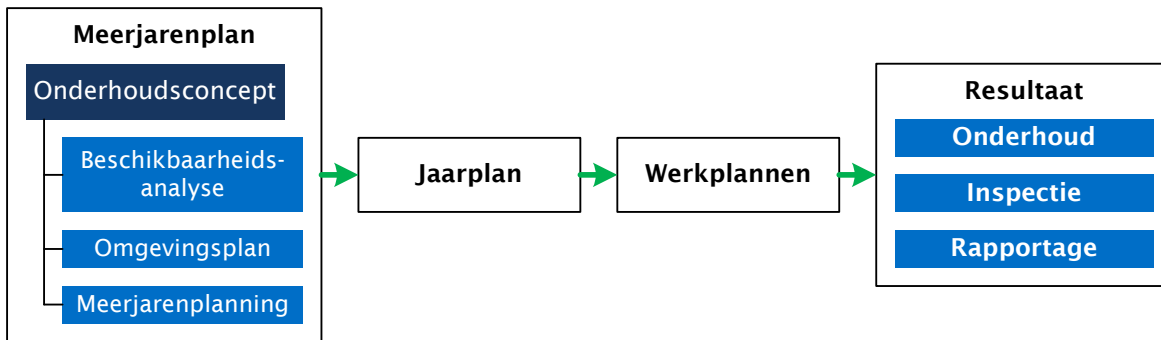 Meerjarenplan
Onderhoudsconcept
Beschikbaarheids-
analyse
Omgevingsplan
Meerjarenplanning
Jaarplan
Werkplannen
Resultaat
Onderhoud
Inspectie
Rapportage